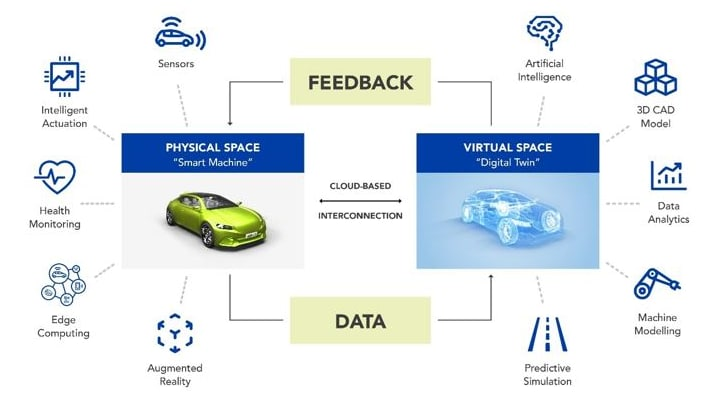 Sensors
FEEDBACK
Artificial
Intelligence
Intelligent
Actuation
3D CAD
Model
PHYSICAL SPACE
"Smart Machine"
VIRTUAL SPACE
"Digital Twin"
CLOUD-BASED
INTERCONNECTION
Health
Monitoring
Data
Analytics
Edge
Computing
DATA
Machine
Modelling
Augmented
Reality
Predictive
Simulation